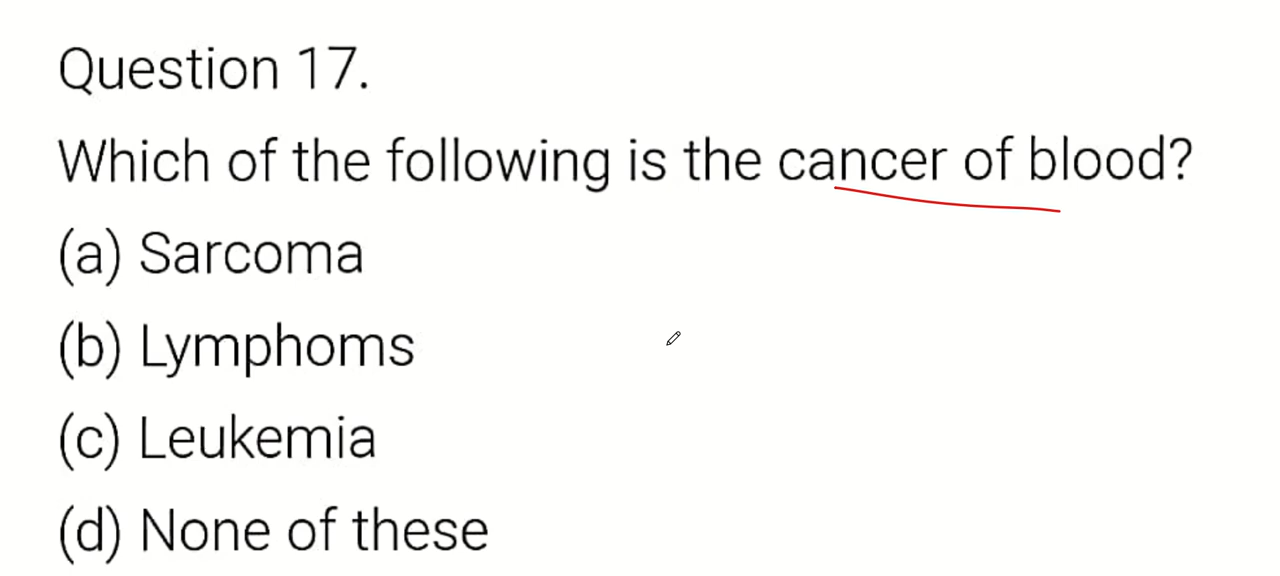 Question 17.
Which of the following is the cancer of blood?
(a) Sarcoma
(b) Lymphoms
(c) Leukemia
(d) None of these